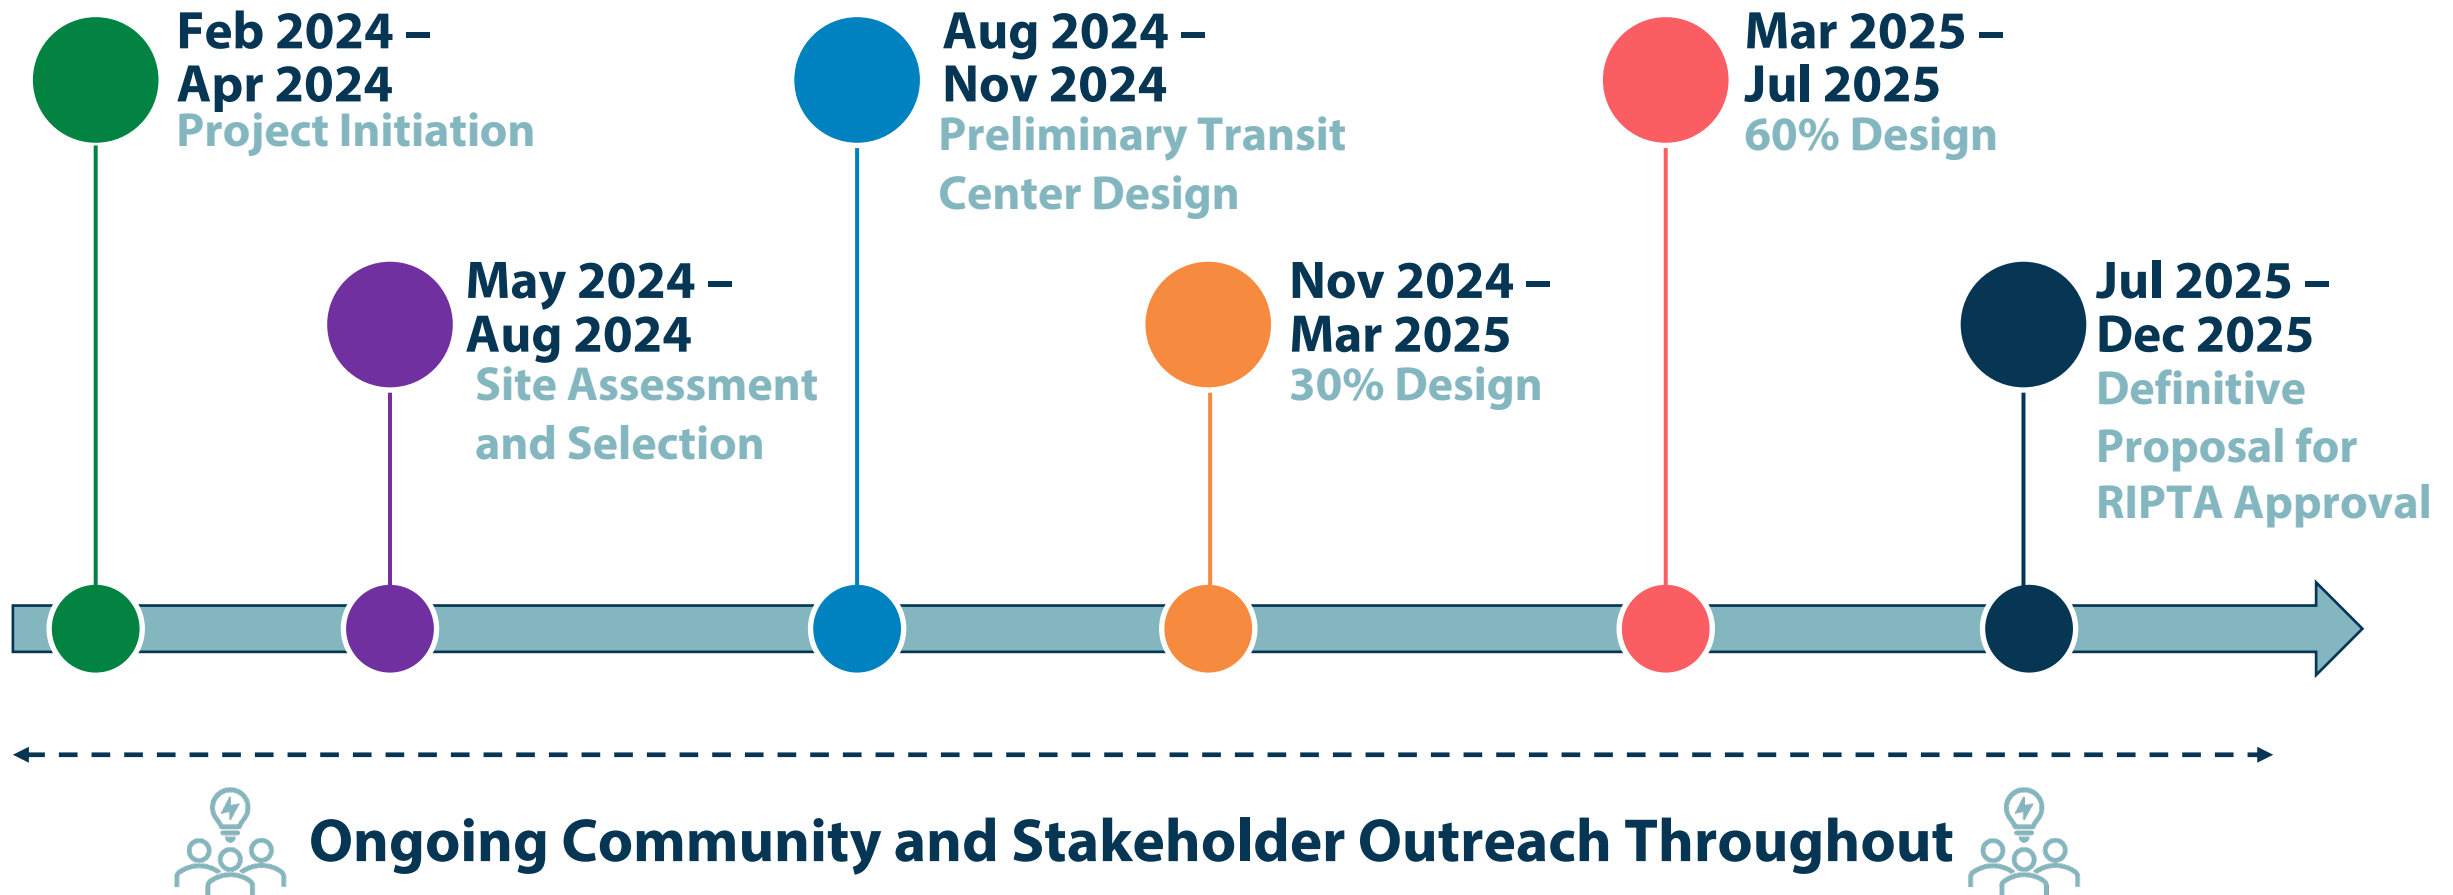 Feb 2024 –
Apr 2024
Project Initiation
May 2024 –
Aug 2024
Site Assessment
and Selection
Aug 2024 –
Nov 2024
Preliminary Transit
Center Design
Nov 2024 –
Mar 2025
30% Design
Mar 2025 –
Jul 2025
60% Design
Jul 2025 –
Dec 2025
Definitive
Proposal for
RIPTA Approval
Ongoing Community and Stakeholder Outreach Throughout